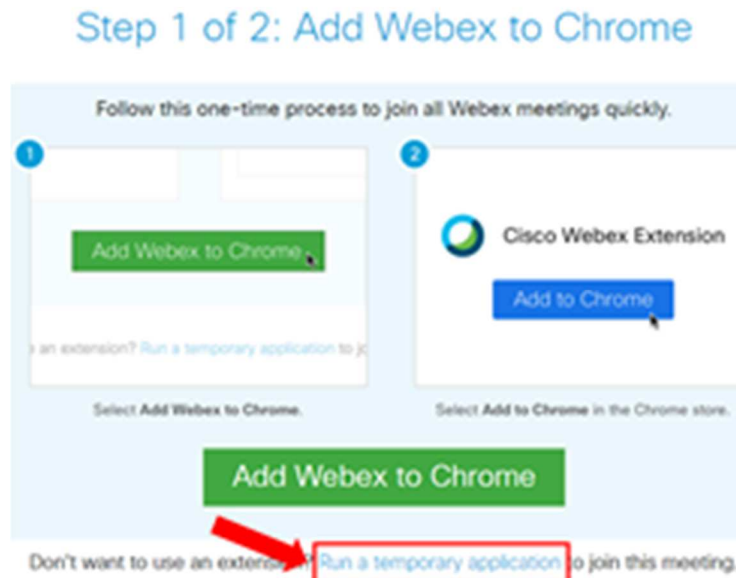 Step 1 of 2: Add Webex to Chrome
Follow this one-time process to join all Webex meetings quickly.
1
Add Webex to Chrome
an extension? Run a temporary application to
Select Add Webex to Chrome.
2
Cisco Webex Extension
Add to Chrome
Select Add to Chrome in the Chrome store.
Add Webex to Chrome
Don't want to use an Run a temporary application to join this meeting.